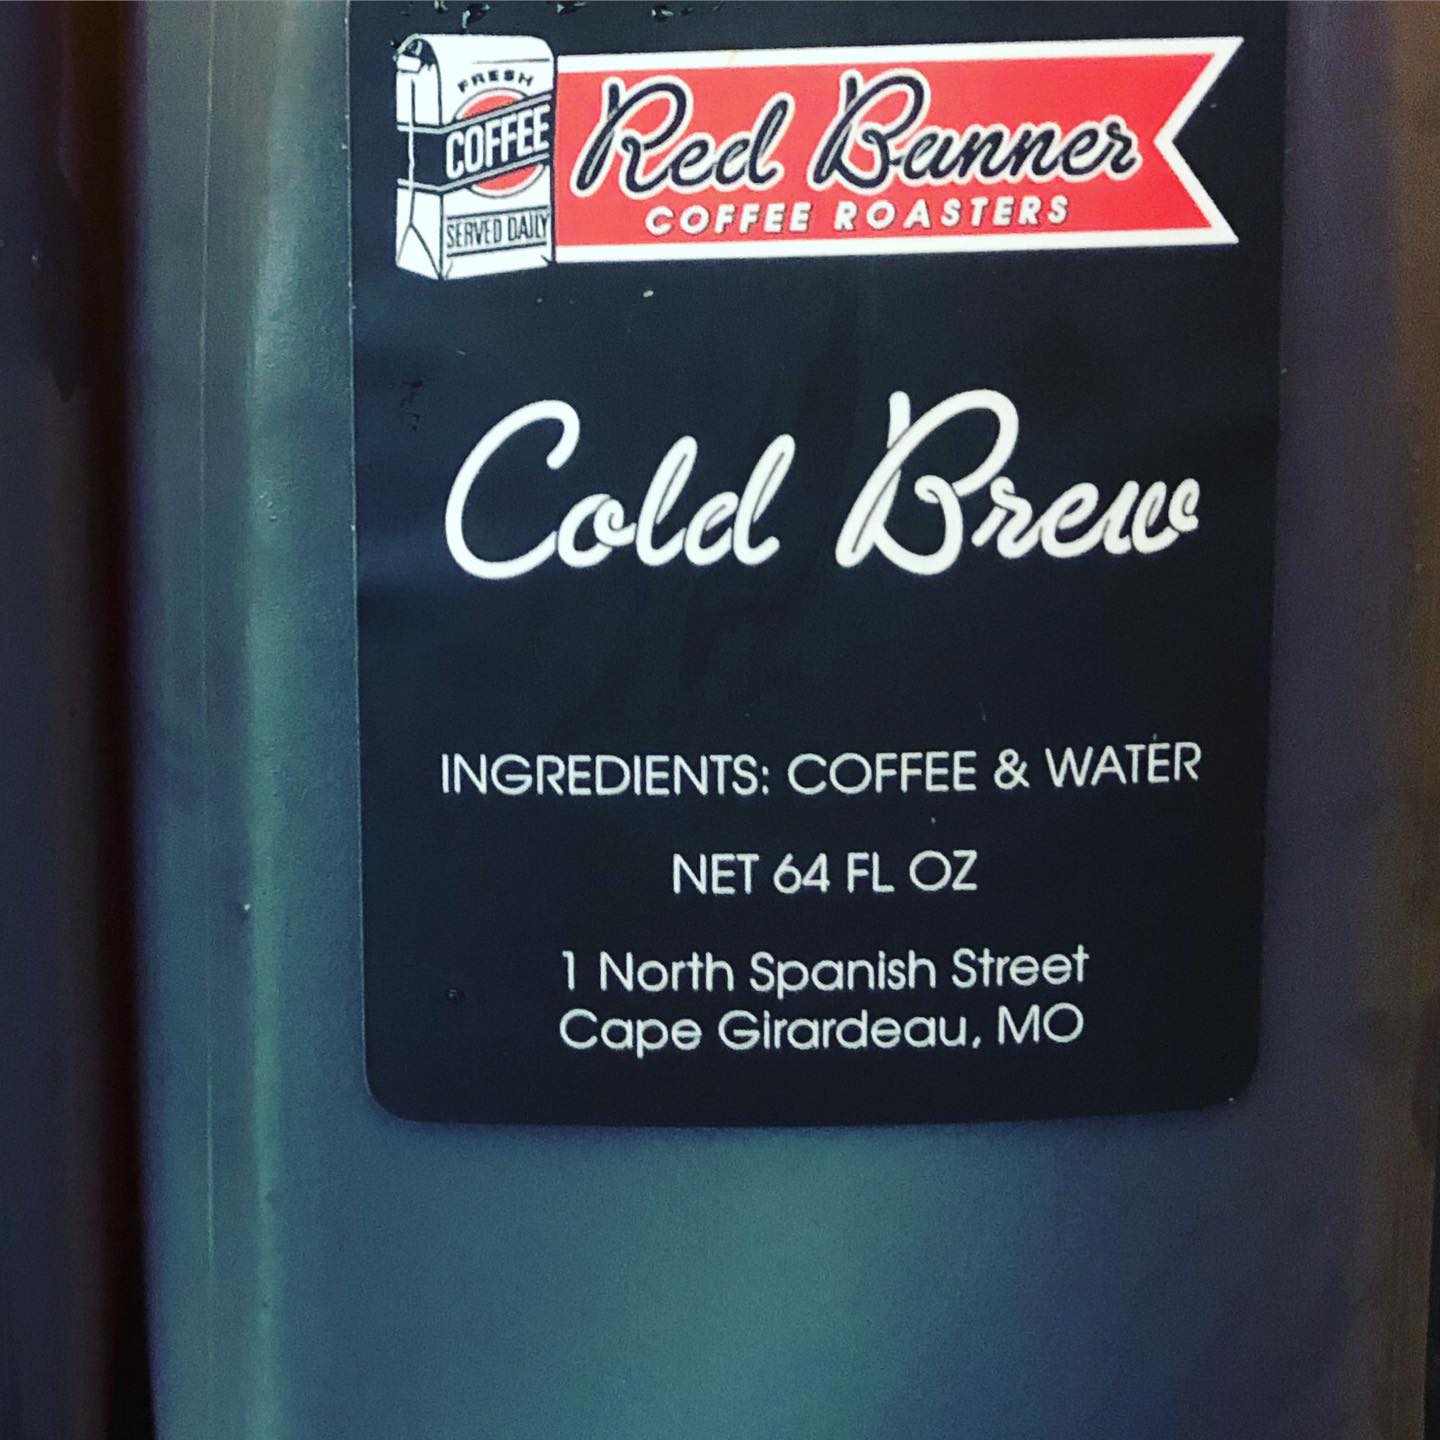 FRESH
COFFEE
SERVED DAILY
Red Banner
COFFEE ROASTERS
Cold Brew
INGREDIENTS: COFFEE & WATER
NET 64 FL OZ
1 North Spanish Street
Cape Girardeau, MO